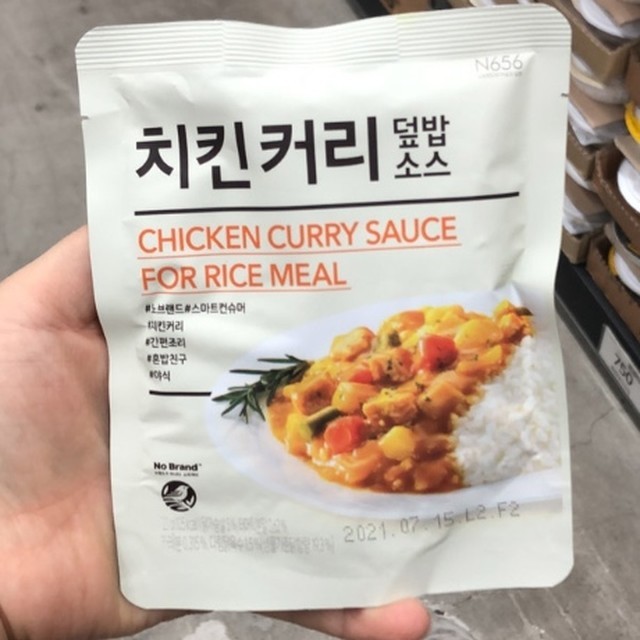 N656
치킨커리 덮밥
소스
CHICKEN CURRY SAUCE
FOR RICE MEAL
#노브랜드#스마트컨슈머
#치킨커리
#간편조리
#혼밥친구
#야식
No Brand
2021.07.15.L2.F2
750